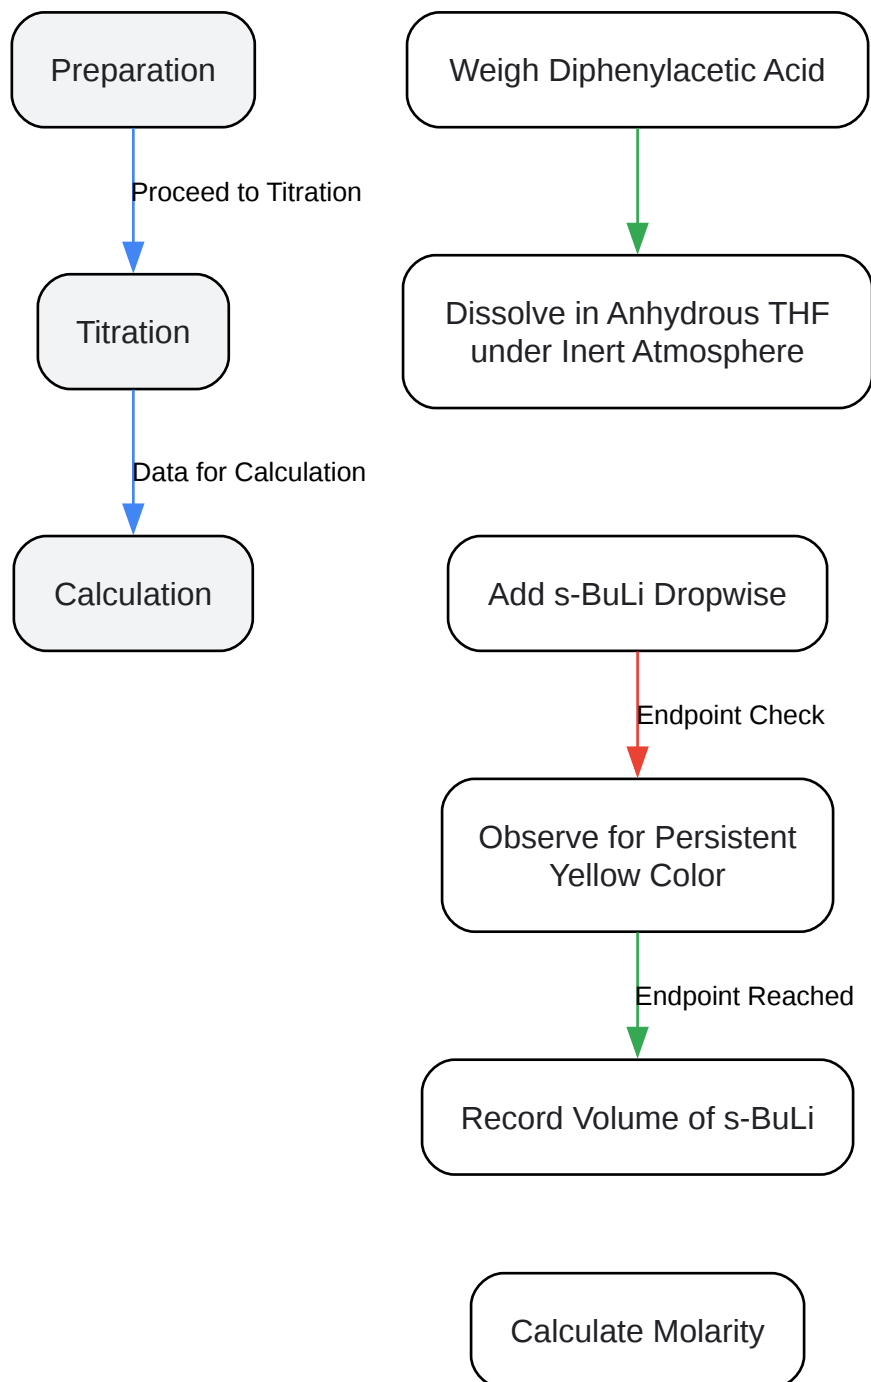 Preparation
Proceed to Titration
Titration
Data for Calculation
Calculation
Weigh Diphenylacetic Acid
Dissolve in Anhydrous THF
under Inert Atmosphere
Add s-BuLi Dropwise
Endpoint Check
Observe for Persistent
Yellow Color
Endpoint Reached
Record Volume of s-BuLi
Calculate Molarity